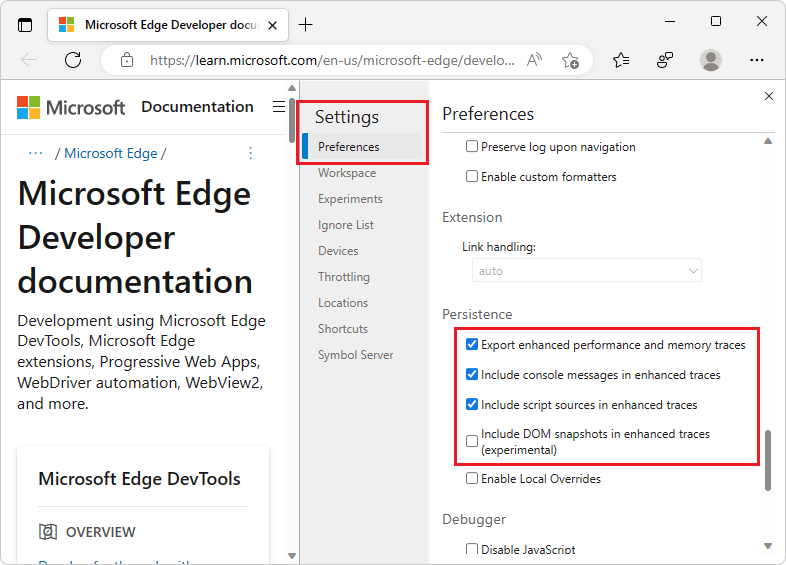 Microsoft Edge Developer docu
https://learn.microsoft.com/en-us/microsoft-edge/develo...
Microsoft
Documentation
... / Microsoft Edge /
Microsoft Edge
Developer
documentation
Development using Microsoft Edge
DevTools, Microsoft Edge
extensions, Progressive Web Apps,
WebDriver automation, WebView2,
and more.
Microsoft Edge DevTools
OVERVIEW
Settings
Preferences
Workspace
Experiments
Ignore List
Devices
Throttling
Locations
Shortcuts
Symbol Server
Preferences
Preserve log upon navigation
Enable custom formatters
Extension
Link handling:
auto
Persistence
Export enhanced performance and memory traces
Include console messages in enhanced traces
Include script sources in enhanced traces
Include DOM snapshots in enhanced traces
(experimental)
Enable Local Overrides
Debugger
Disable JavaScript